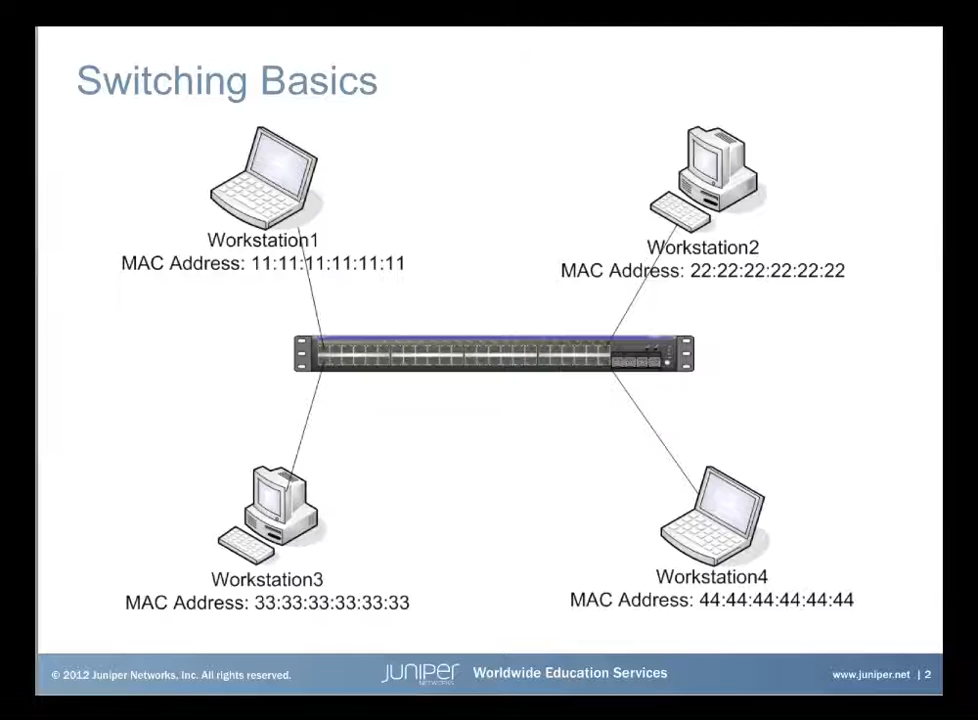 Switching Basics
Workstation1
MAC Address: 11:11:11:11:11:11
Workstation2
MAC Address: 22:22:22:22:22:22
Workstation3
MAC Address: 33:33:33:33:33:33
Workstation4
MAC Address: 44:44:44:44:44:44
© 2012 Juniper Networks, Inc. All rights reserved.
JUNIPER
NETWORKS
Worldwide Education Services
www.juniper.net | 2